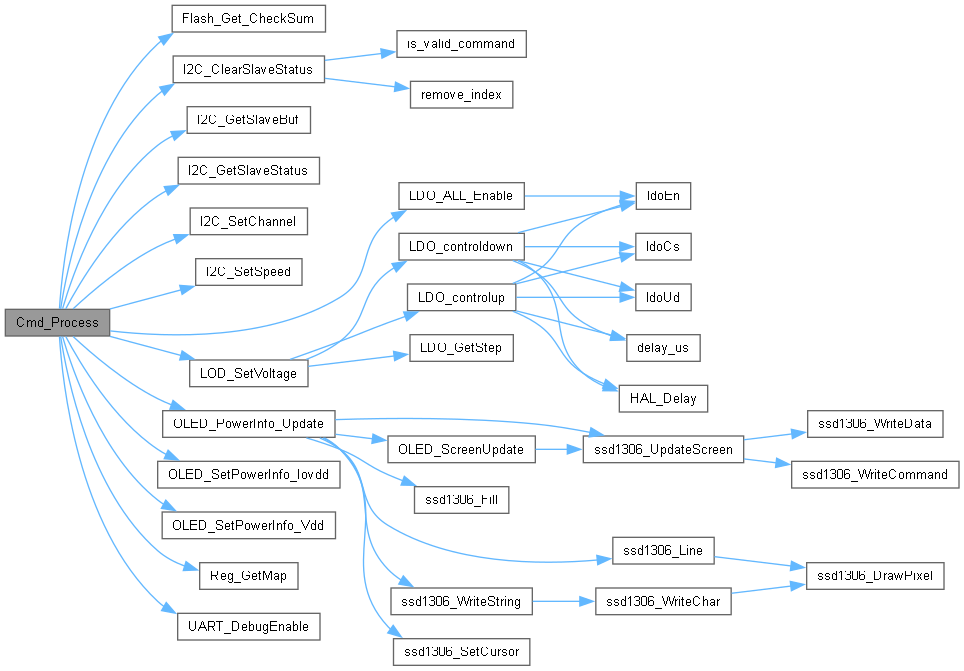 Flash_Get_CheckSum
is_valid_command
I2C_ClearSlaveStatus
remove_index
I2C_GetSlaveBuf
I2C_GetSlaveStatus
LDO_ALL_Enable
ldoEn
I2C_SetChannel
LDO_controldown
ldoCs
I2C_SetSpeed
LDO_controlup
ldoUd
Cmd_Process
LDO_GetStep
delay_us
LOD_SetVoltage
HAL_Delay
OLED_PowerInfo_Update
ssd1306_WriteData
OLED_ScreenUpdate
ssd1306_UpdateScreen
OLED_SetPowerInfo_Iovdd
ssd1306_WriteCommand
ssd1306_Fill
OLED_SetPowerInfo_Vdd
ssd1306_Line
Reg_GetMap
ssd1306_DrawPixel
ssd1306_WriteString
ssd1306_WriteChar
UART_DebugEnable
ssd1306_SetCursor